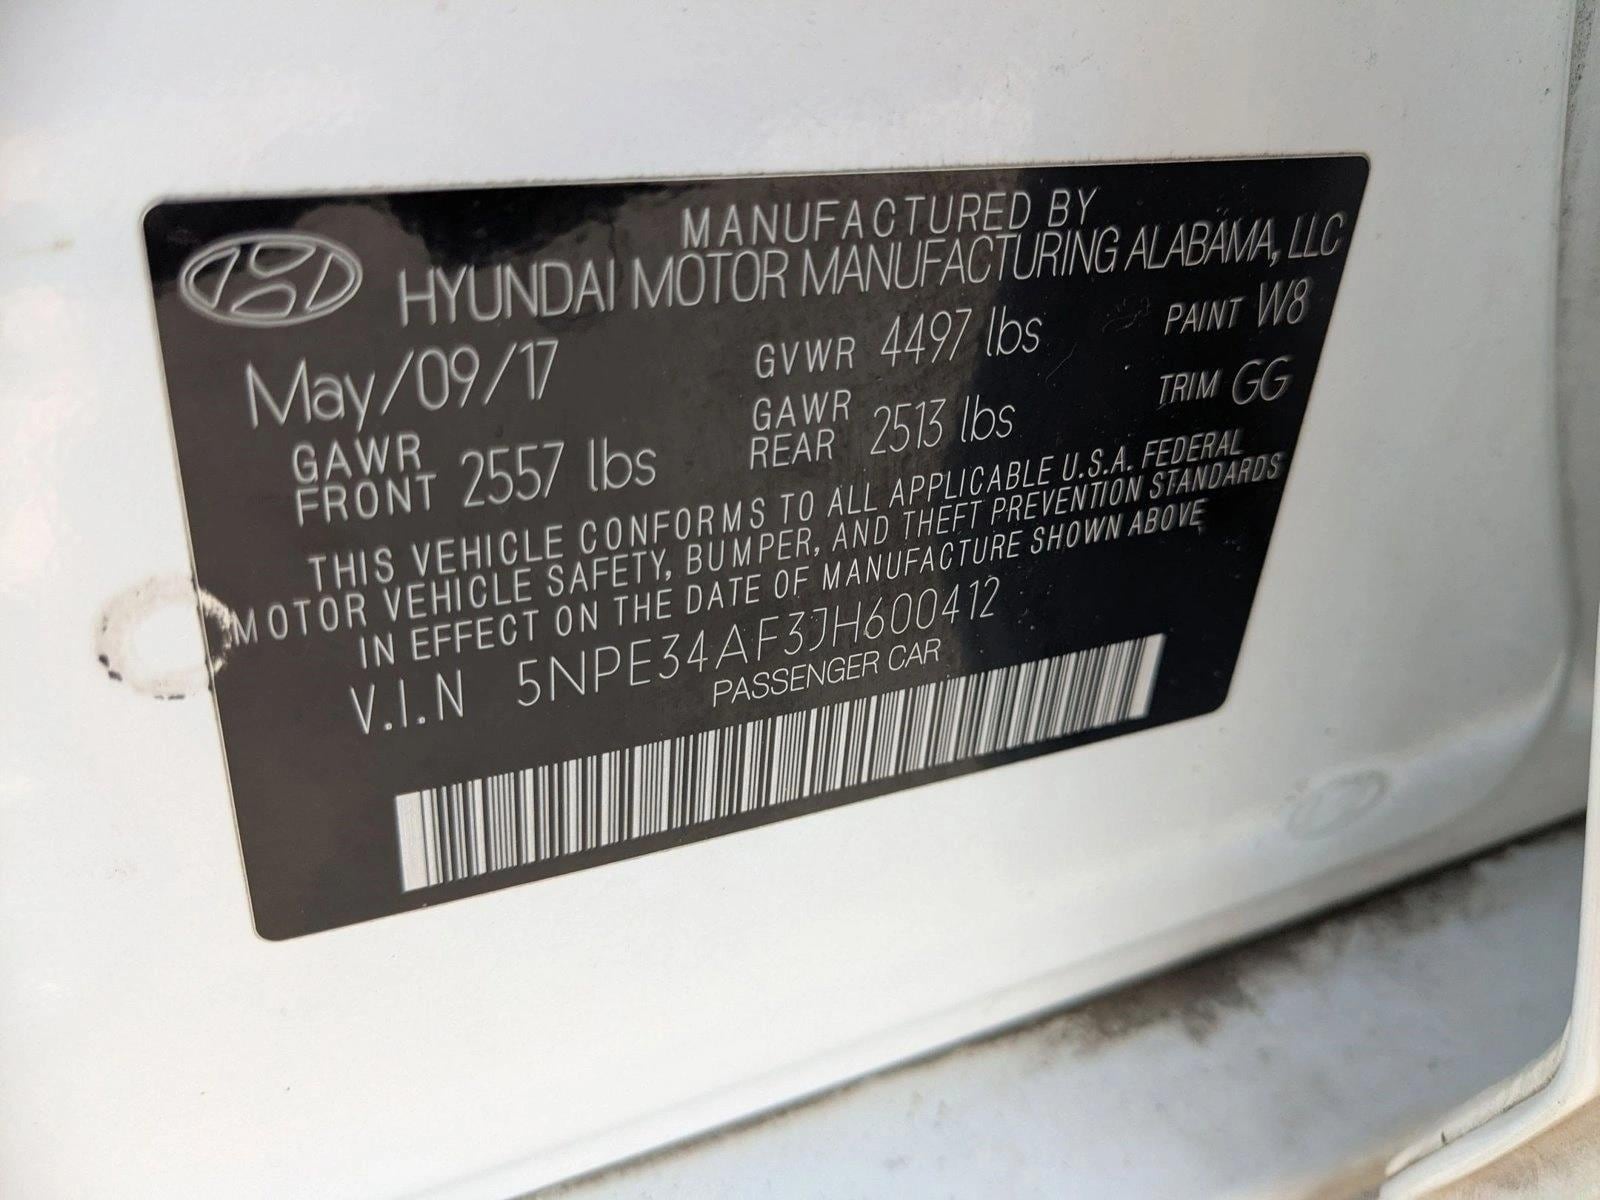 MANUFACTURED BY
HYUNDAI MOTOR MANUFACTURING ALABAMA, LLC
May/09/17 GVWR 4497 lbs PAINT W8
GAWR FRONT 2557 lbs GAWR REAR 2513 lbs TRIM GG
THIS VEHICLE CONFORMS TO ALL APPLICABLE U.S.A. FEDERAL
MOTOR VEHICLE SAFETY, BUMPER, AND THEFT PREVENTION STANDARDS
IN EFFECT ON THE DATE OF MANUFACTURE SHOWN ABOVE
V.I.N 5NPE34AF3JH600412
PASSENGER CAR